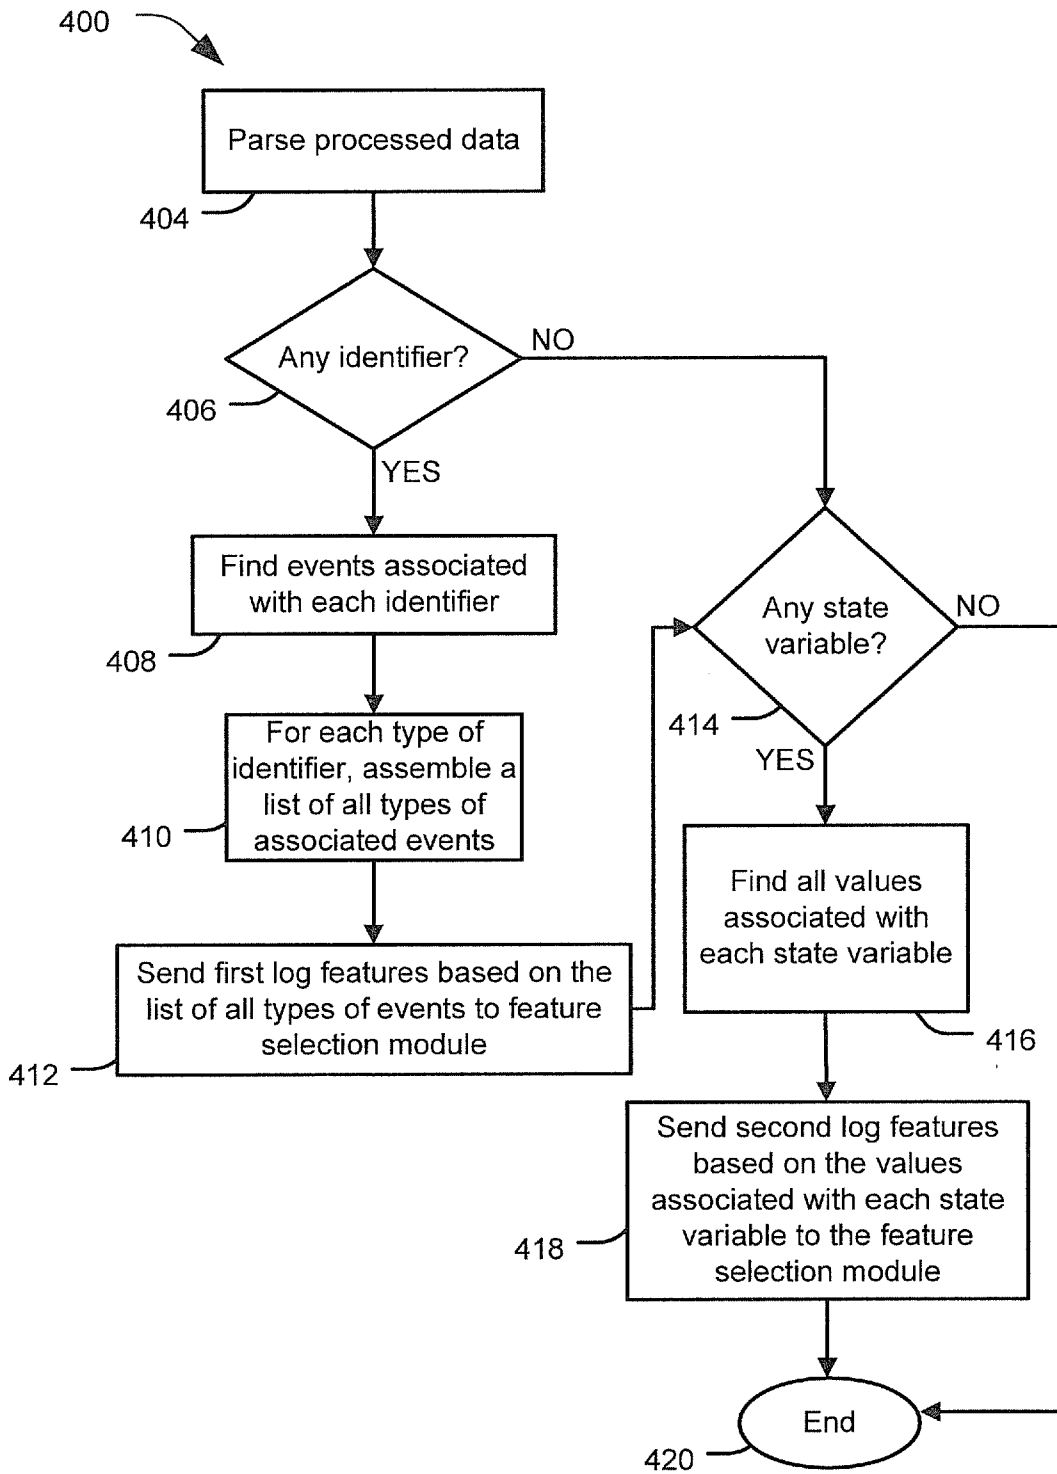 400
Parse processed data
404
Any identifier?
NO
406
YES
Find events associated
with each identifier
408
For each type of
identifier, assemble a
list of all types of
associated events
410
Send first log features based on the
list of all types of events to feature
selection module
412
Any state
variable?
NO
414
YES
Find all values
associated with
each state variable
416
Send second log features
based on the values
associated with each state
variable to the feature
selection module
418
End
420